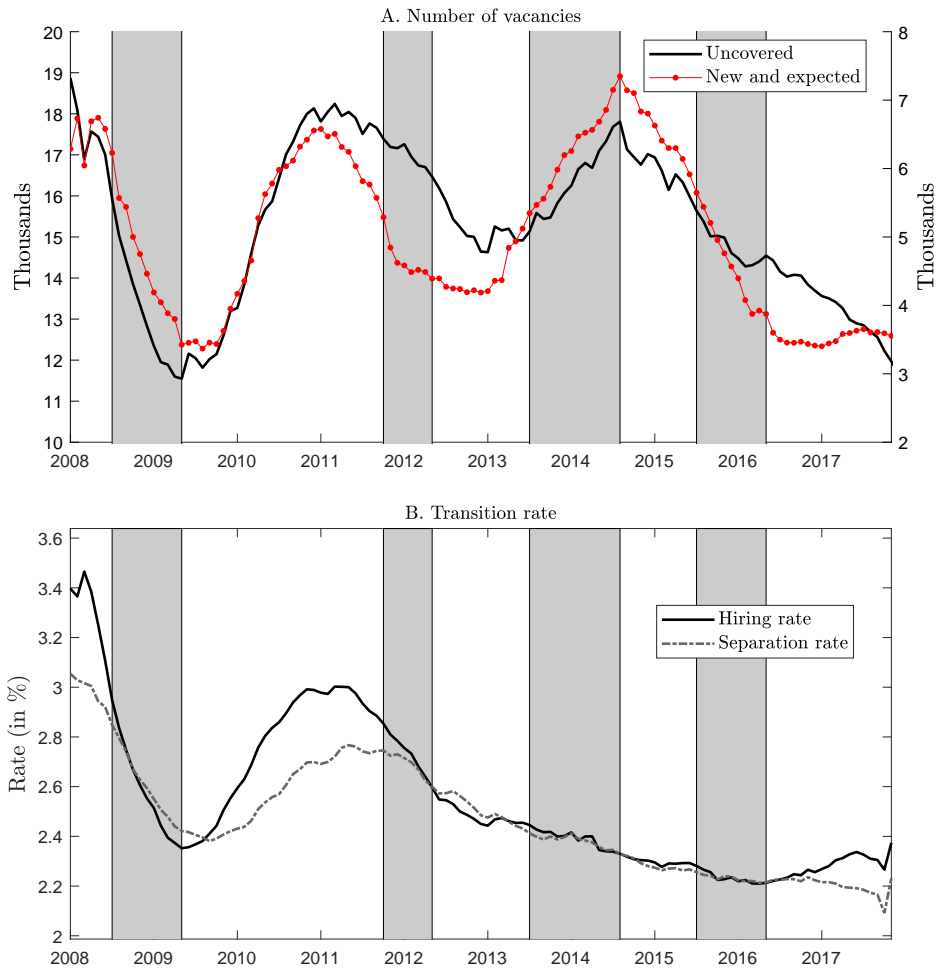 A. Number of vacancies
20
19
18
17
16
15
14
13
12
11
10
Thousands
8
7
6
5
4
3
2
Thousands
Uncovered
New and expected
2008 2009 2010 2011 2012 2013 2014 2015 2016 2017
B. Transition rate
3.6
3.4
3.2
3
2.8
2.6
2.4
2.2
2
Rate (in %)
Hiring rate
Separation rate
2008 2009 2010 2011 2012 2013 2014 2015 2016 2017